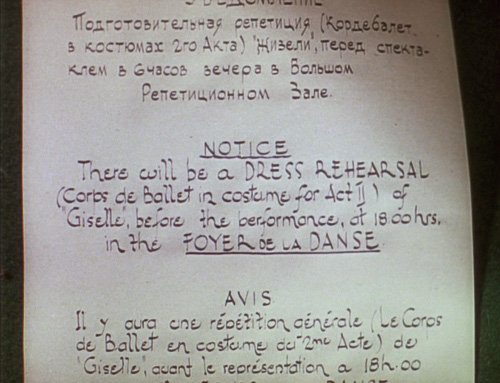 Подготовительная репетиция (Кордебалет
в костюмах 2го Акта) "Жизели", перед спекта-
клем в 6 часов вечера в Большом
Репетиционном Зале.
NOTICE
There will be a DRESS REHEARSAL
(Corps de Ballet in costume for Act II) of
"Giselle", before the performance, at 18.00 hrs.
in the FOYER DE LA DANSE
AVIS
Il y aura une répétition générale (Le Corps
de Ballet en costume du 2me Acte) de
"Giselle", avant le représentation a 18h.00